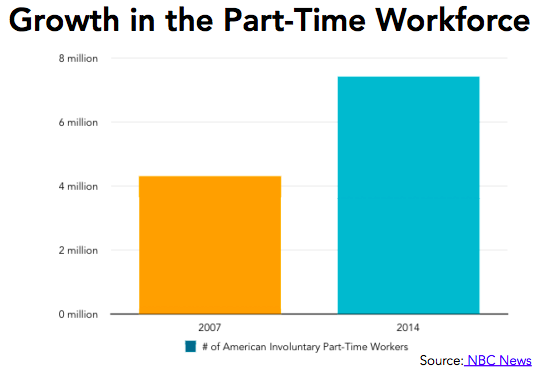 Growth in the Part-Time Workforce
8 million
6 million
4 million
2 million
0 million
2007 2014
# of American Involuntary Part-Time Workers
Source: NBC News